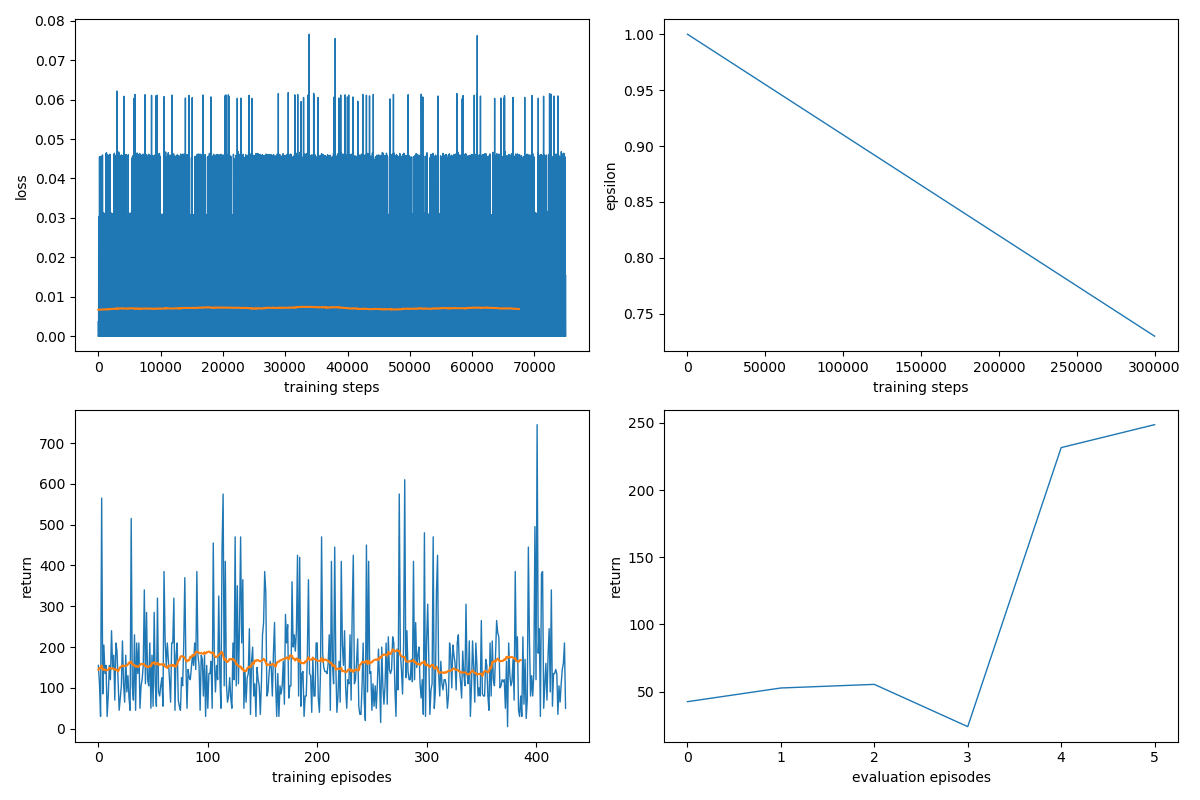 0.08
0.07
0.06
0.05
0.04
0.03
0.02
0.01
0.00
loss
0 10000 20000 30000 40000 50000 60000 70000
training steps
1.00
0.95
0.90
0.85
0.80
0.75
epsilon
0 50000 100000 150000 200000 250000 300000
training steps
700
600
500
400
300
200
100
0
return
0 100 200 300 400
training episodes
250
200
150
100
50
return
0 1 2 3 4 5
evaluation episodes